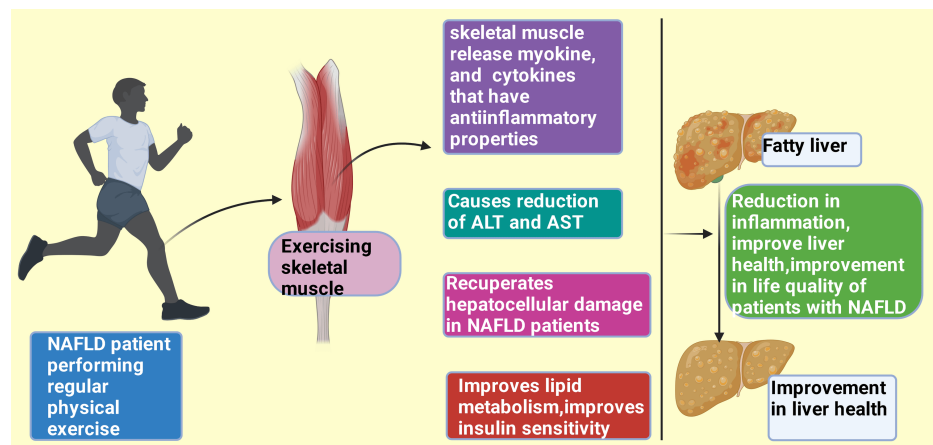 NAFLD patient
performing
regular
physical
exercise
Exercising
skeletal
muscle
skeletal muscle
release myokine,
and cytokines
that have
antiinflammatory
properties
Causes reduction
of ALT and AST
Recuperates
hepatocellular damage
in NAFLD patients
Improves lipid
metabolism,improves
insulin sensitivity
Fatty liver
Reduction in
inflammation,
improve liver
health,improvement
in life quality of
patients with NAFLD
Improvement
in liver health